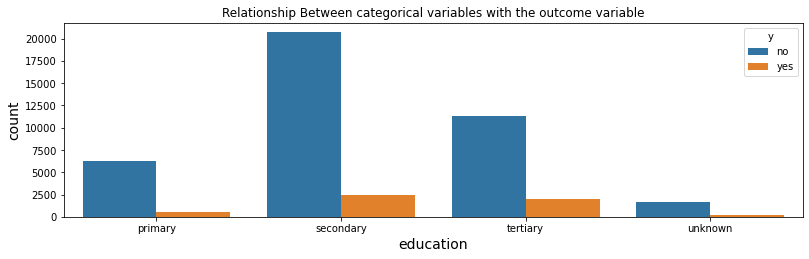 Relationship Between categorical variables with the outcome variable
y
no
yes
20000
17500
15000
12500
10000
7500
5000
2500
0
count
primary secondary tertiary unknown
education